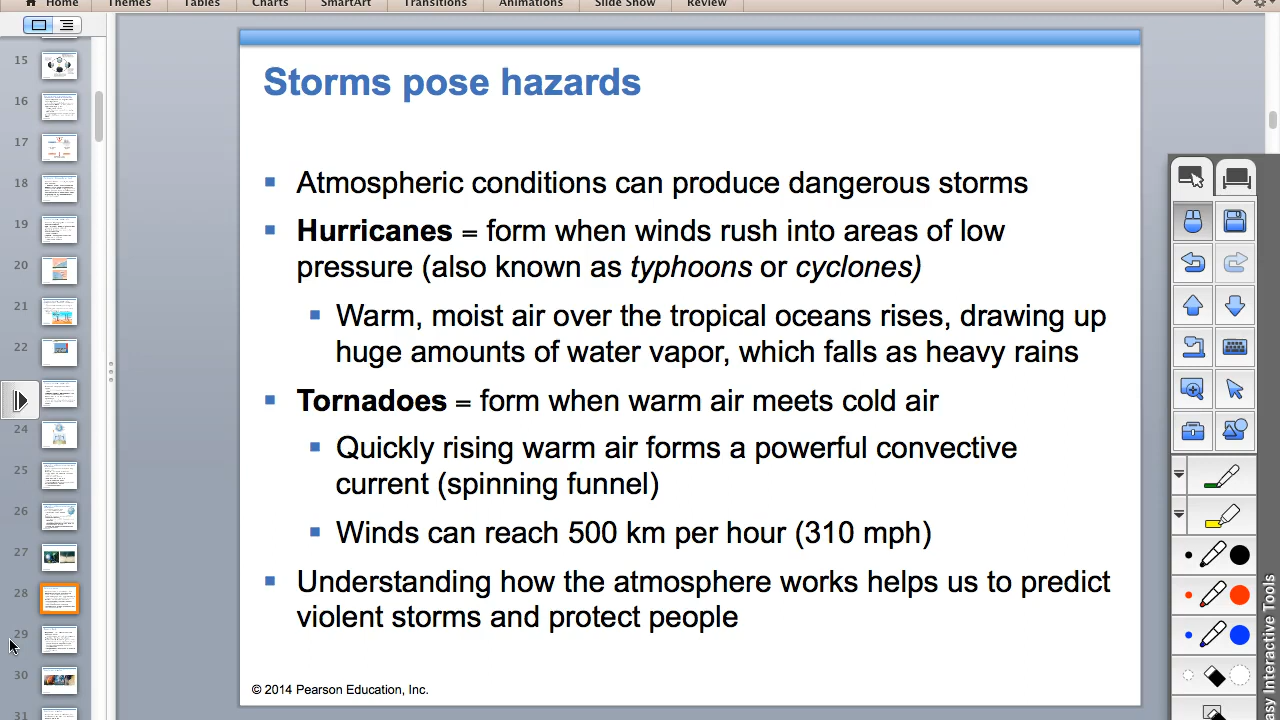 Home Themes Tables Charts SmartArt Transitions Animations Slide Show Review
15
16
17
18
19
20
21
22
24
25
26
27
28
29
30
31
Storms pose hazards
Atmospheric conditions can produce dangerous storms
Hurricanes = form when winds rush into areas of low
pressure (also known as typhoons or cyclones)
Warm, moist air over the tropical oceans rises, drawing up
huge amounts of water vapor, which falls as heavy rains
Tornadoes = form when warm air meets cold air
Quickly rising warm air forms a powerful convective
current (spinning funnel)
Winds can reach 500 km per hour (310 mph)
Understanding how the atmosphere works helps us to predict
violent storms and protect people
© 2014 Pearson Education, Inc.
Interactive Tools